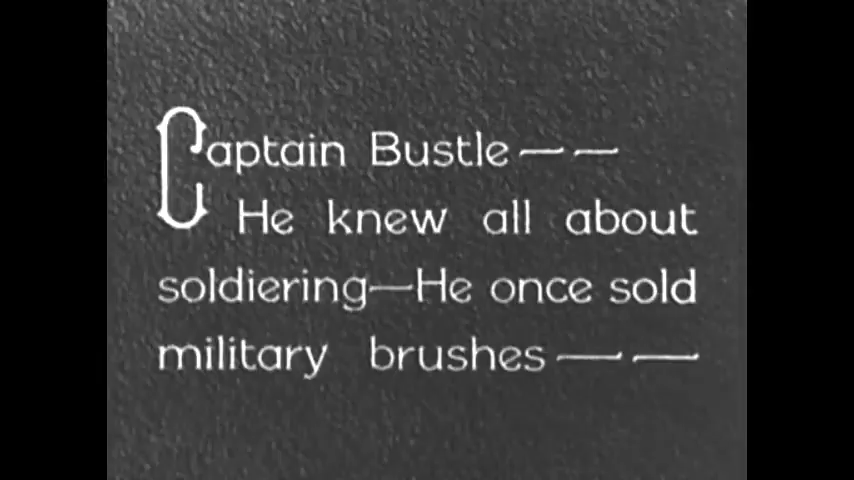 Captain Bustle — —
He knew all about
soldiering—He once sold
military brushes — —